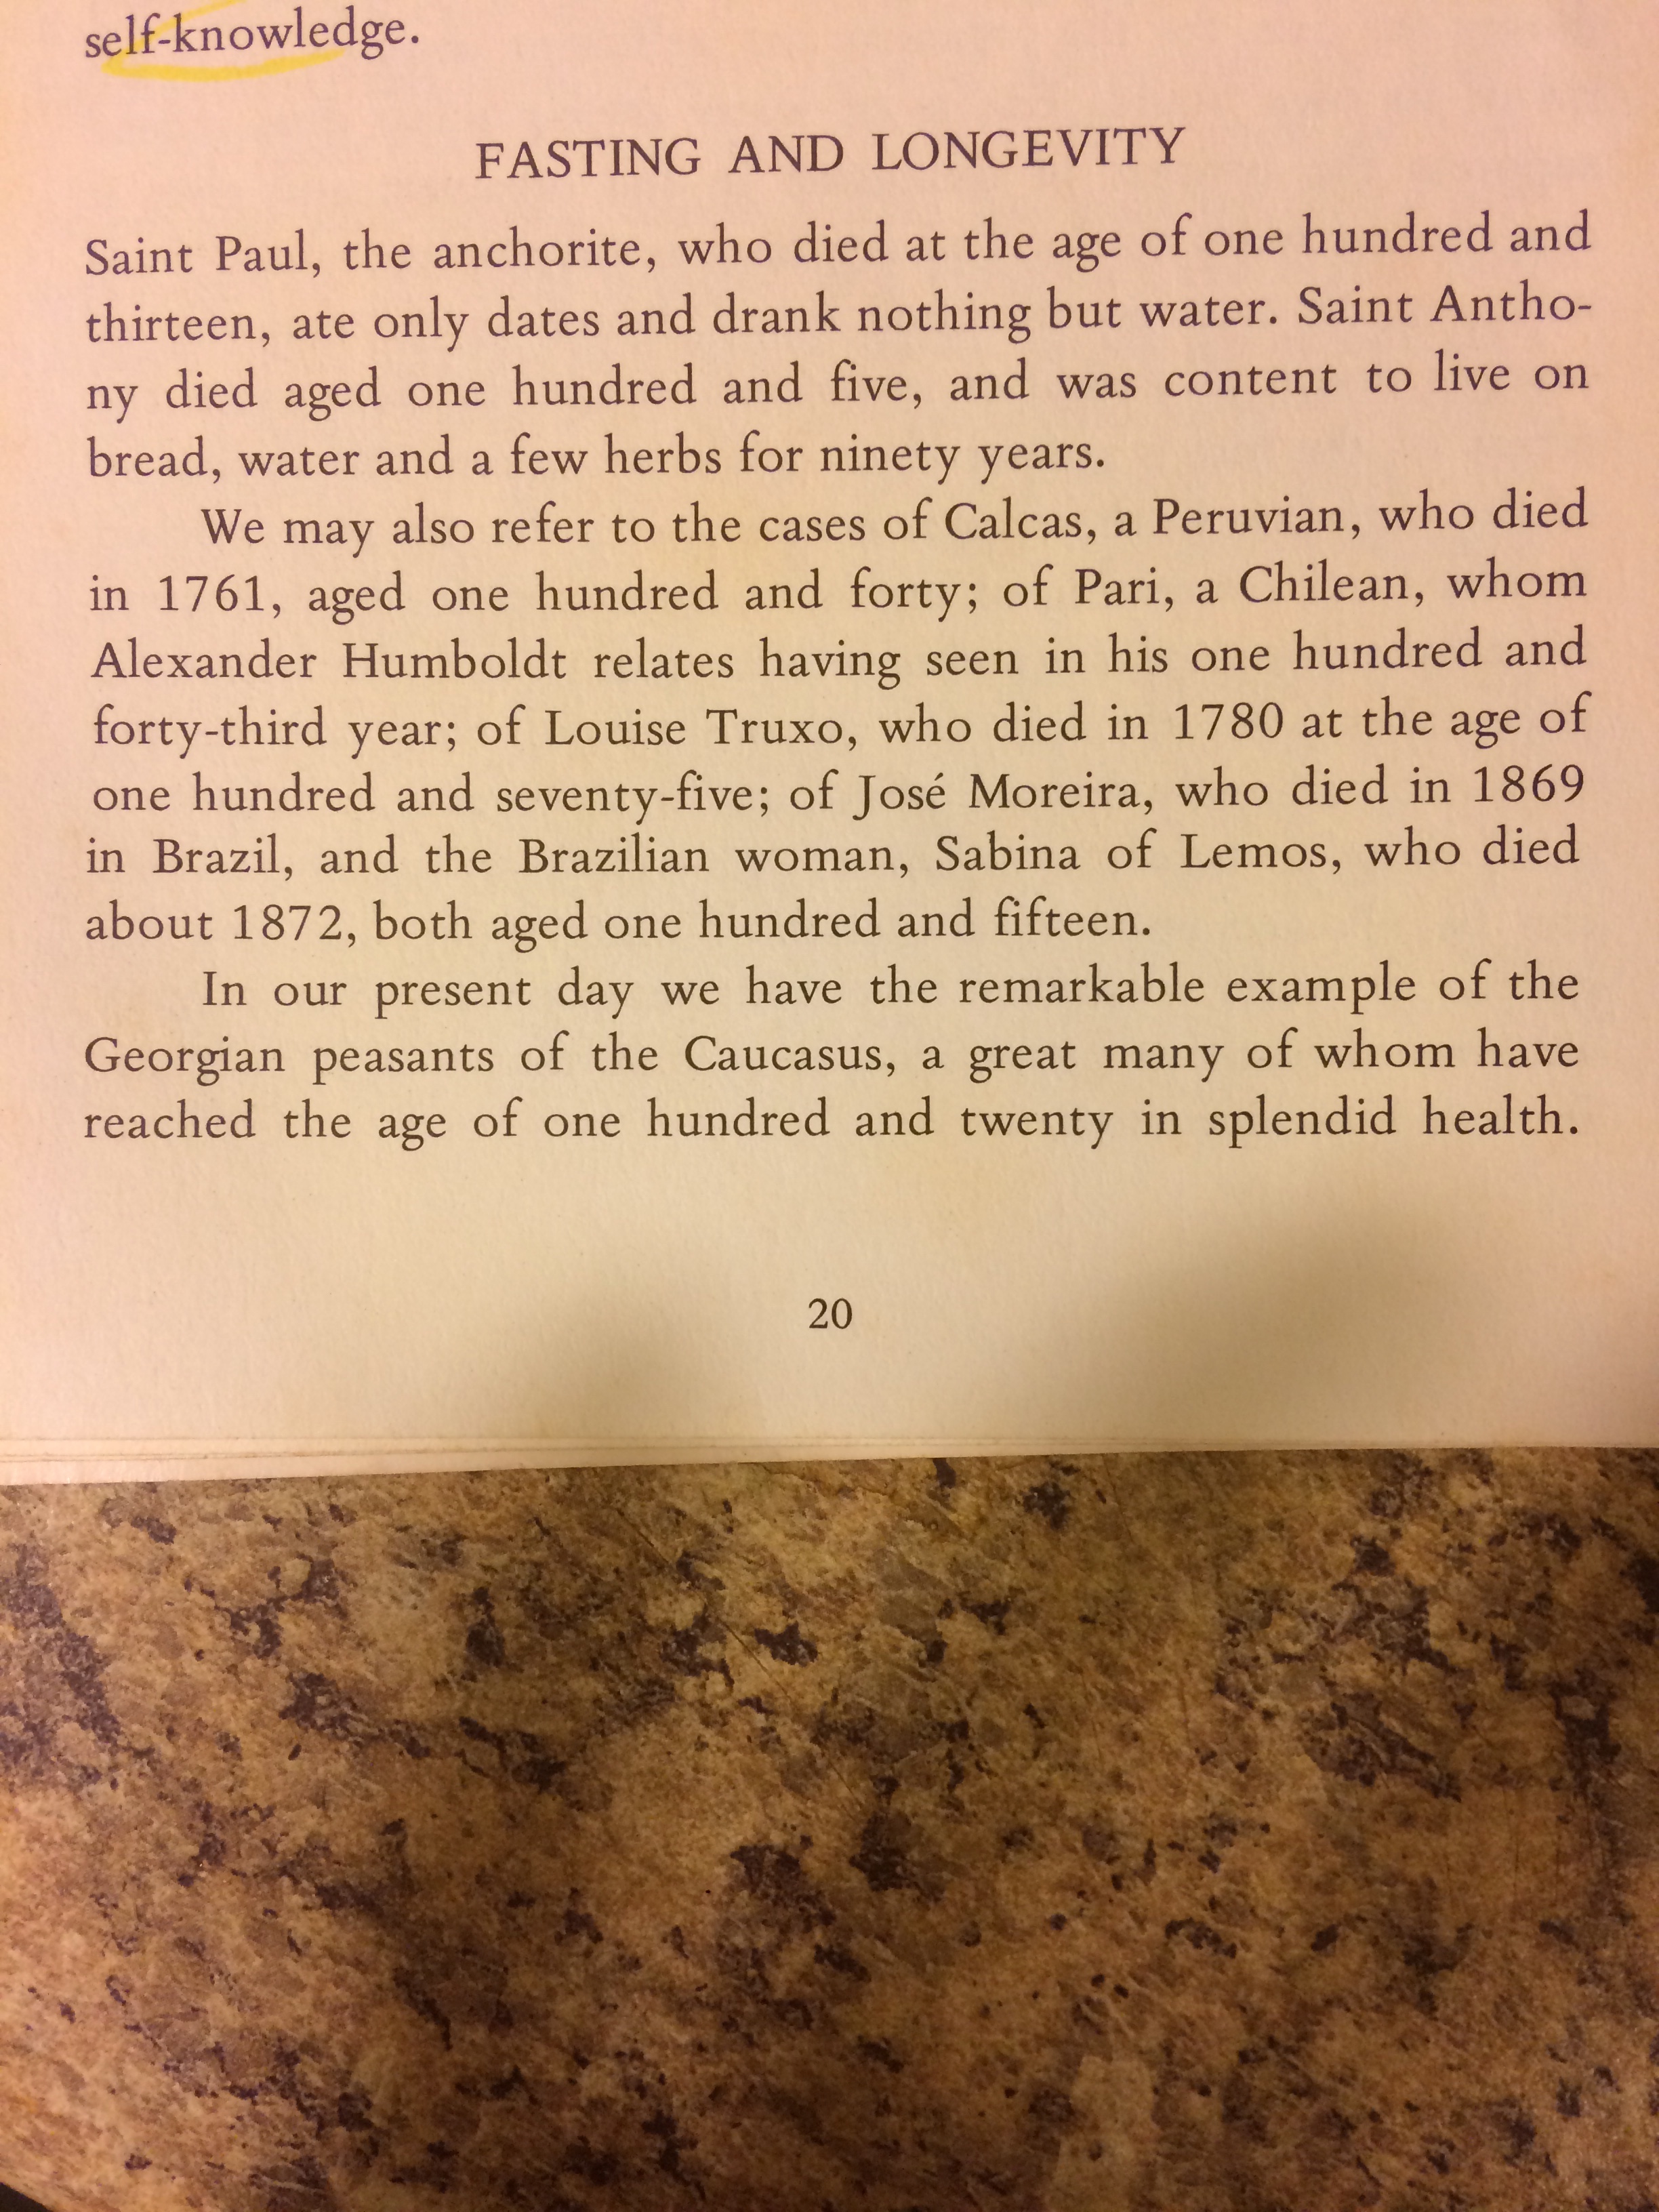 self-knowledge.
FASTING AND LONGEVITY
Saint Paul, the anchorite, who died at the age of one hundred and
thirteen, ate only dates and drank nothing but water. Saint Antho-
ny died aged one hundred and five, and was content to live on
bread, water and a few herbs for ninety years.
We may also refer to the cases of Calcas, a Peruvian, who died
in 1761, aged one hundred and forty; of Pari, a Chilean, whom
Alexander Humboldt relates having seen in his one hundred and
forty-third year; of Louise Truxo, who died in 1780 at the age of
one hundred and seventy-five; of José Moreira, who died in 1869
in Brazil, and the Brazilian woman, Sabina of Lemos, who died
about 1872, both aged one hundred and fifteen.
In our present day we have the remarkable example of the
Georgian peasants of the Caucasus, a great many of whom have
reached the age of one hundred and twenty in splendid health.
20